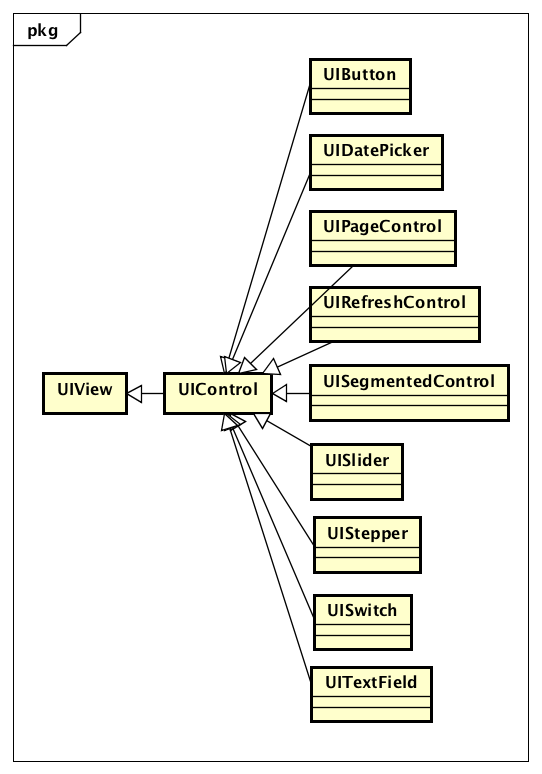 pkg
UIButton
UIDatePicker
UIPageControl
UIRefreshControl
UIView
UIControl
UISegmentedControl
UISlider
UIStepper
UISwitch
UITextField